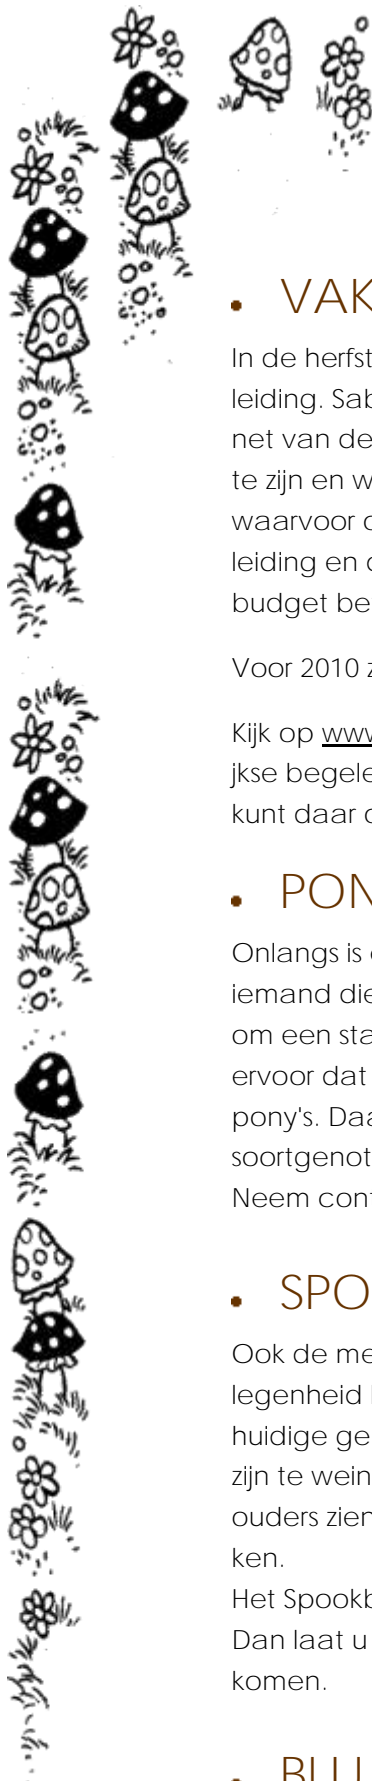 • VAK
In de herfst
leiding. Sab
net van de
te zijn en w
waarvoor d
leiding en d
budget be
Voor 2010 z
Kijk op www
jkse begele
kunt daar d
• PON
Onlangs is
iemand die
om een sta
ervoor dat
pony's. Daa
soortgenot
Neem cont
• SPO
Ook de me
legenheid
huidige ge
zijn te wein
ouders zien
ken.
Het Spookb
Dan laat u
komen.